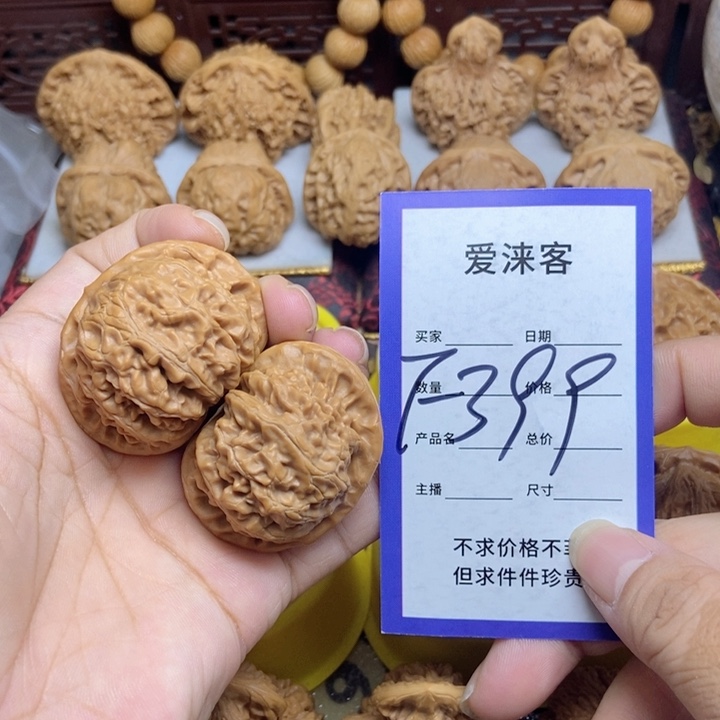 爱涞客
买家 日期
数量 价格
7-399
产品名 总价
主播 尺寸
不求价格不
但求件件珍贵